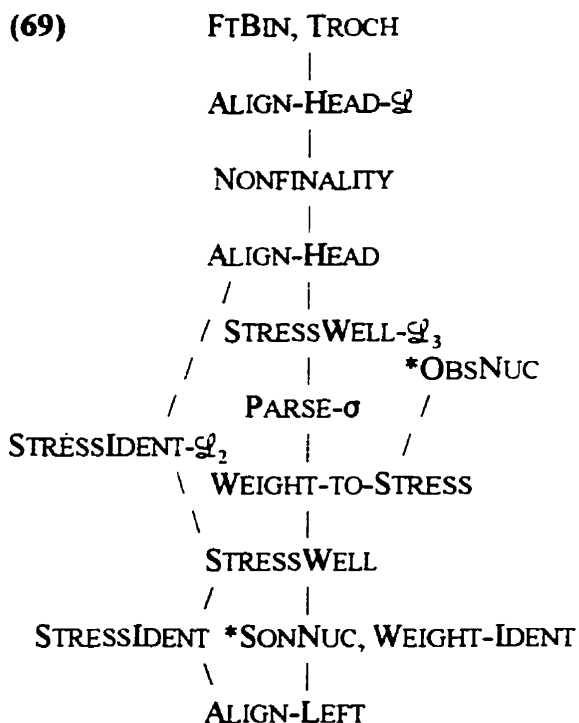 (69) FTBIN, TROCH
ALIGN-HEAD-ℒ
NONFINALITY
ALIGN-HEAD
STRESSWELL-ℒ₃
*OBSNUC
PARSE-σ
STRESSIDENT-ℒ₂
WEIGHT-TO-STRESS
STRESSWELL
STRESSIDENT *SONNUC, WEIGHT-IDENT
ALIGN-LEFT